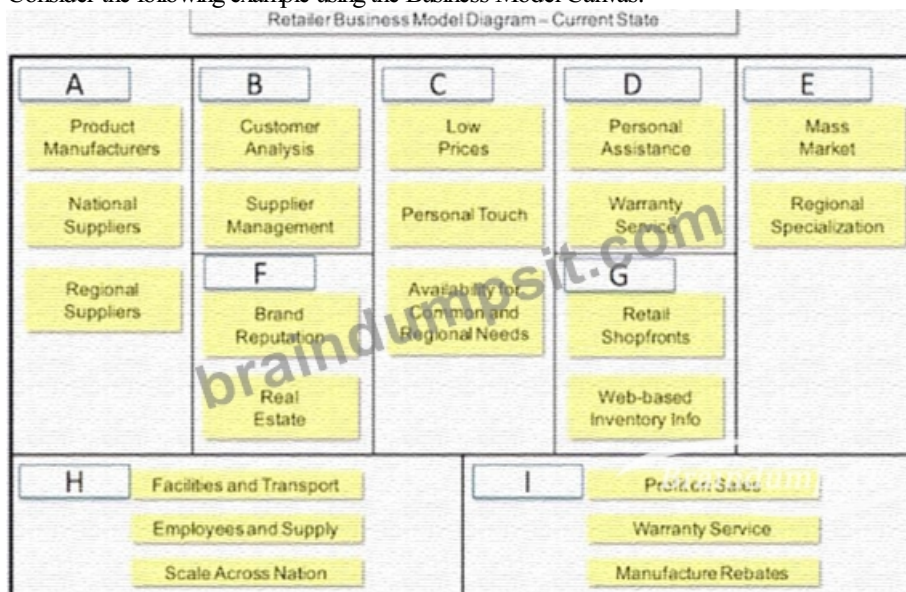 Consider the following example using the Business Model Canvas.
Retailer Business Model Diagram – Current State
A
Product
Manufacturers
National
Suppliers
Regional
Suppliers
B
Customer
Analysis
Supplier
Management
F
Brand
Reputation
Real
Estate
C
Low
Prices
Personal Touch
Availability for
Common and
Regional Needs
D
Personal
Assistance
Warranty
Service
G
Retail
Shopfronts
Web-based
Inventory Info
E
Mass
Market
Regional
Specialization
H
Facilities and Transport
Employees and Supply
Scale Across Nation
I
Profit on Sales
Warranty Service
Manufacture Rebates
braindumpsit.com